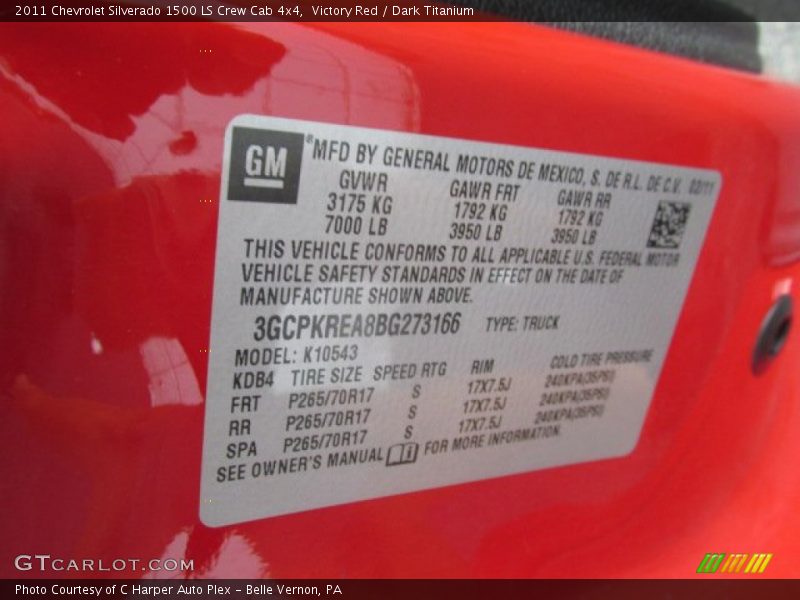 2011 Chevrolet Silverado 1500 LS Crew Cab 4x4,  Victory Red / Dark Titanium
GM
® MFD BY GENERAL MOTORS DE MEXICO, S. DE R.L. DE C.V. 02/11
GVWR GAWR FRT GAWR RR
3175 KG 1792 KG 1792 KG
7000 LB 3950 LB 3950 LB
THIS VEHICLE CONFORMS TO ALL APPLICABLE U.S. FEDERAL MOTOR
VEHICLE SAFETY STANDARDS IN EFFECT ON THE DATE OF
MANUFACTURE SHOWN ABOVE.
3GCPKREA8BG273166 TYPE: TRUCK
MODEL: K10543
KDB4 TIRE SIZE SPEED RTG RIM COLD TIRE PRESSURE
FRT P265/70R17 S 17X7.5J 240KPA(35PSI)
RR P265/70R17 S 17X7.5J 240KPA(35PSI)
SPA P265/70R17 S 17X7.5J 240KPA(35PSI)
SEE OWNER'S MANUAL FOR MORE INFORMATION.
GTCARLOT.COM
Photo Courtesy of C Harper Auto Plex – Belle Vernon, PA